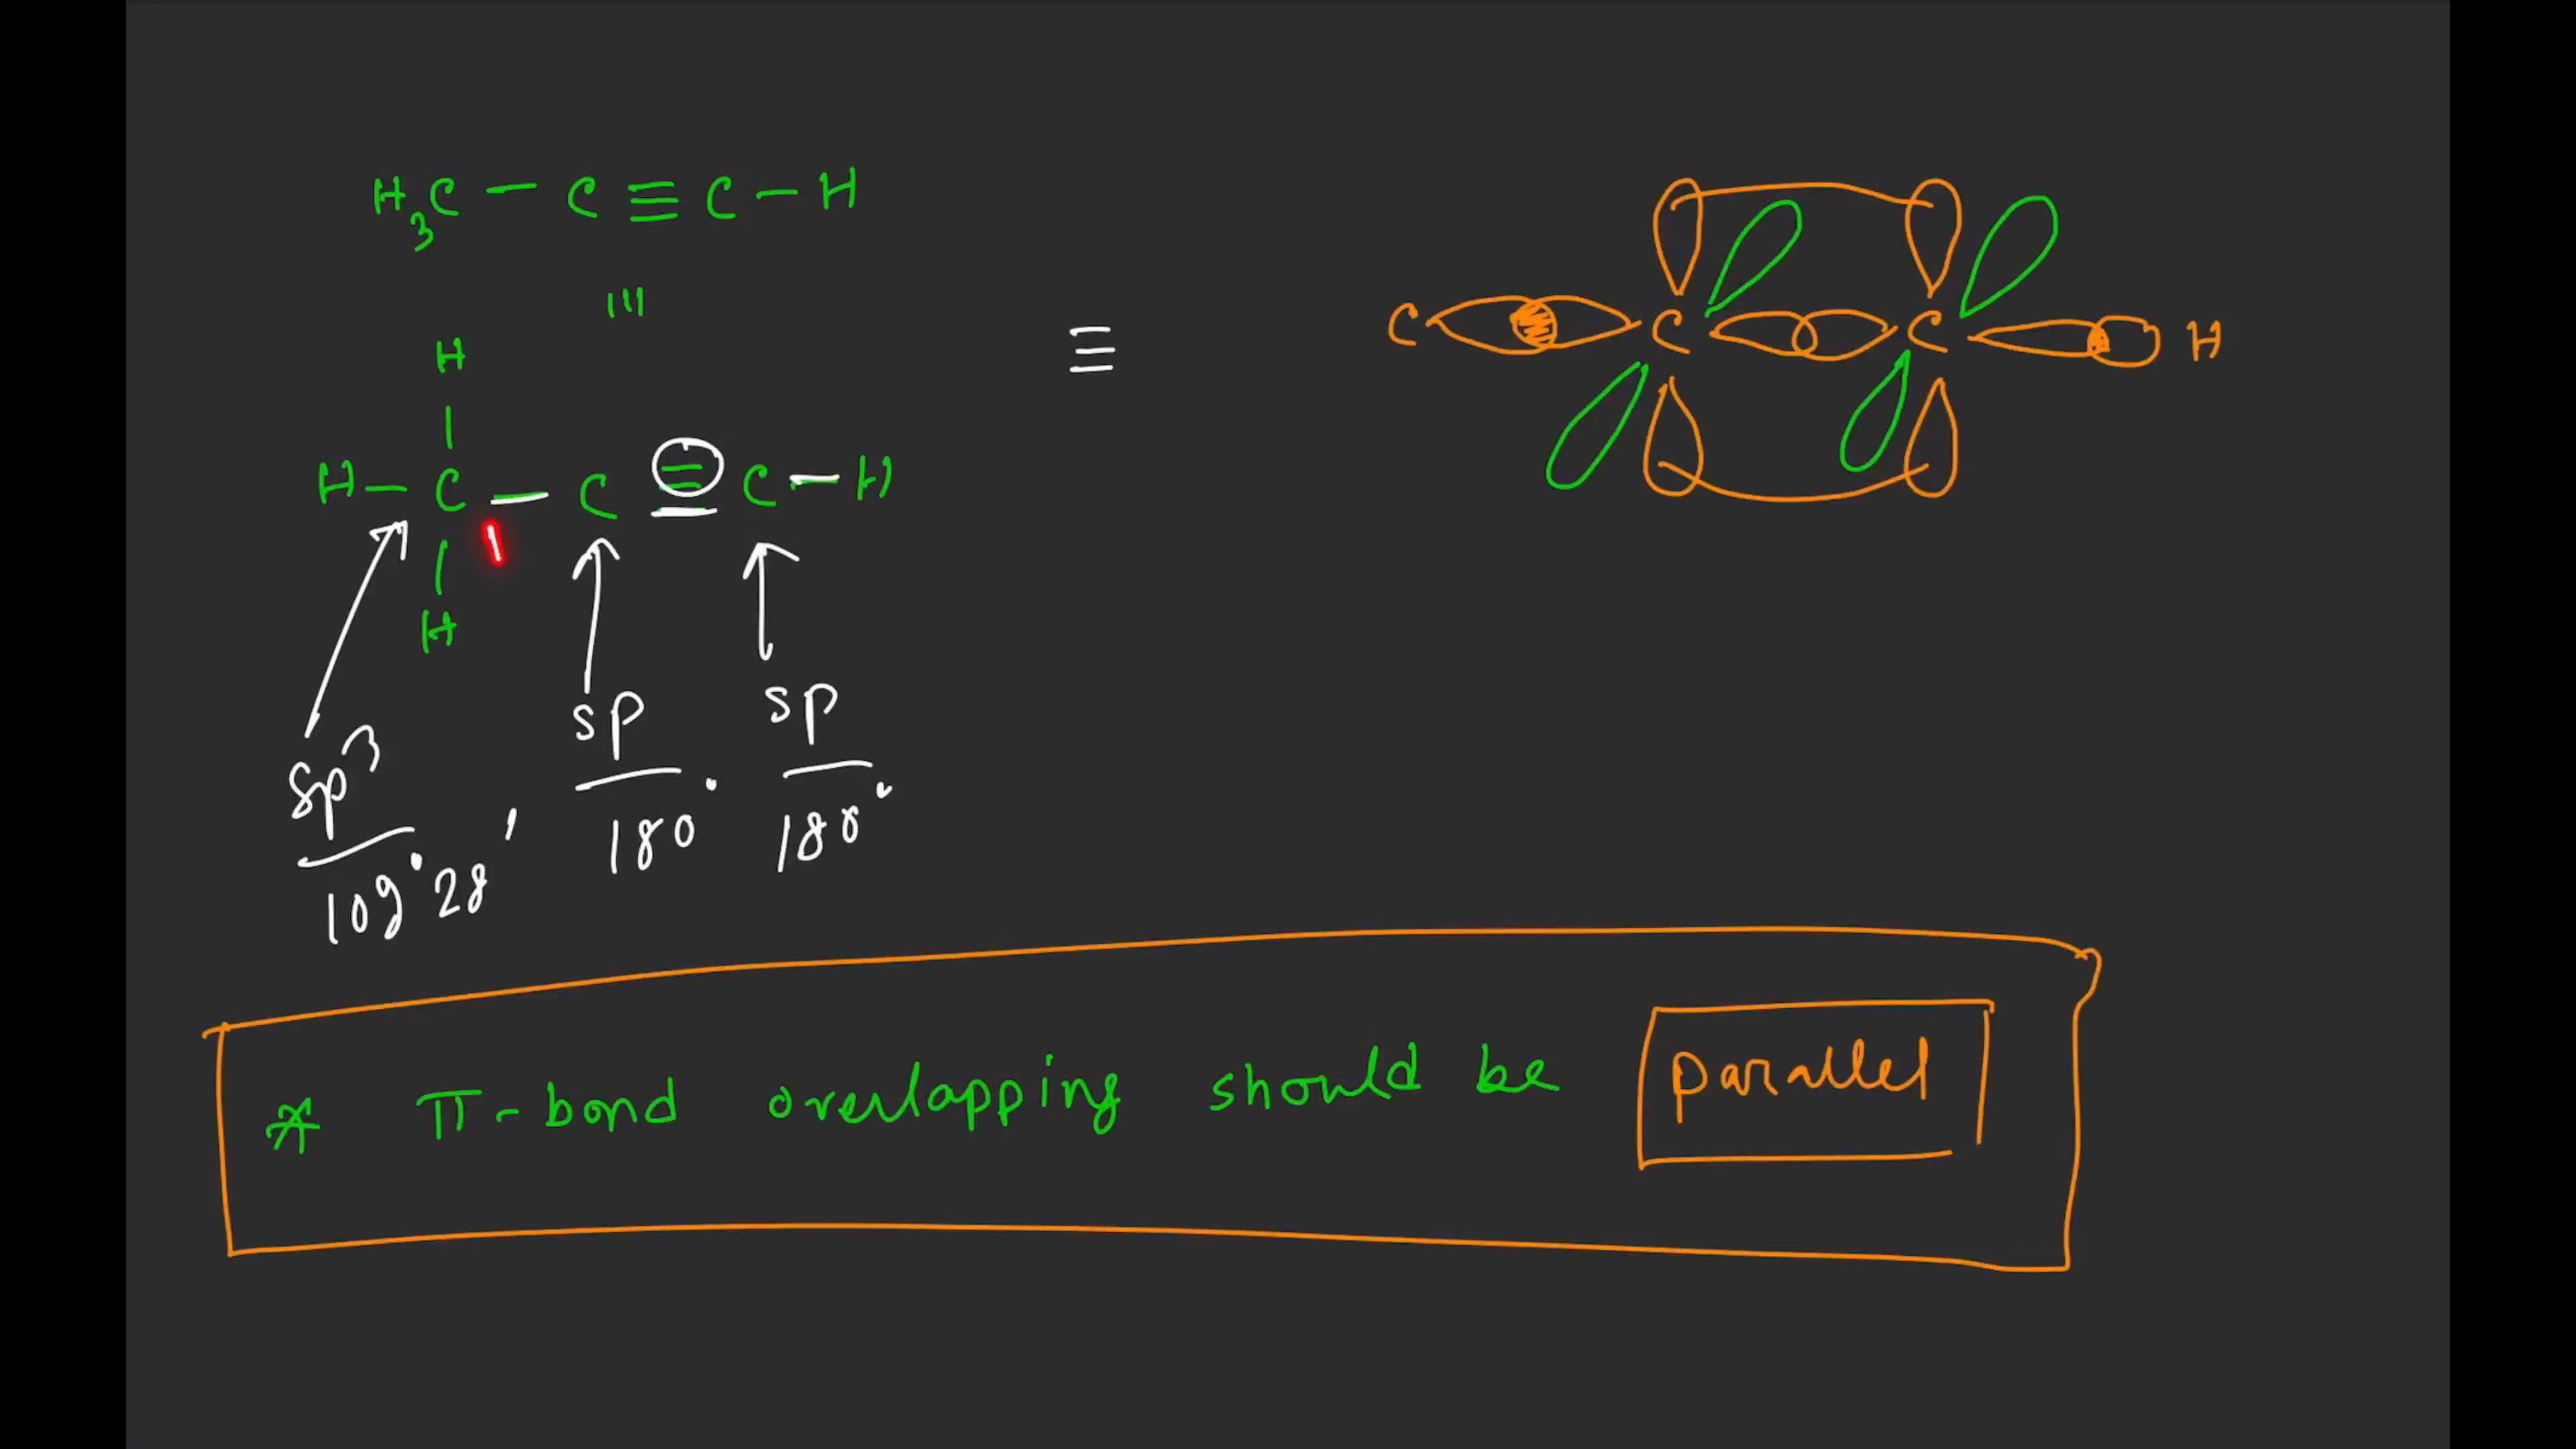 H₃C − C ≡ C − H
|||
H
|
H − C − C ≡ C − H
|
H
sp³
109°28'
sp
180°
sp
180°
≡
C C C H
* π-bond overlapping should be parallel